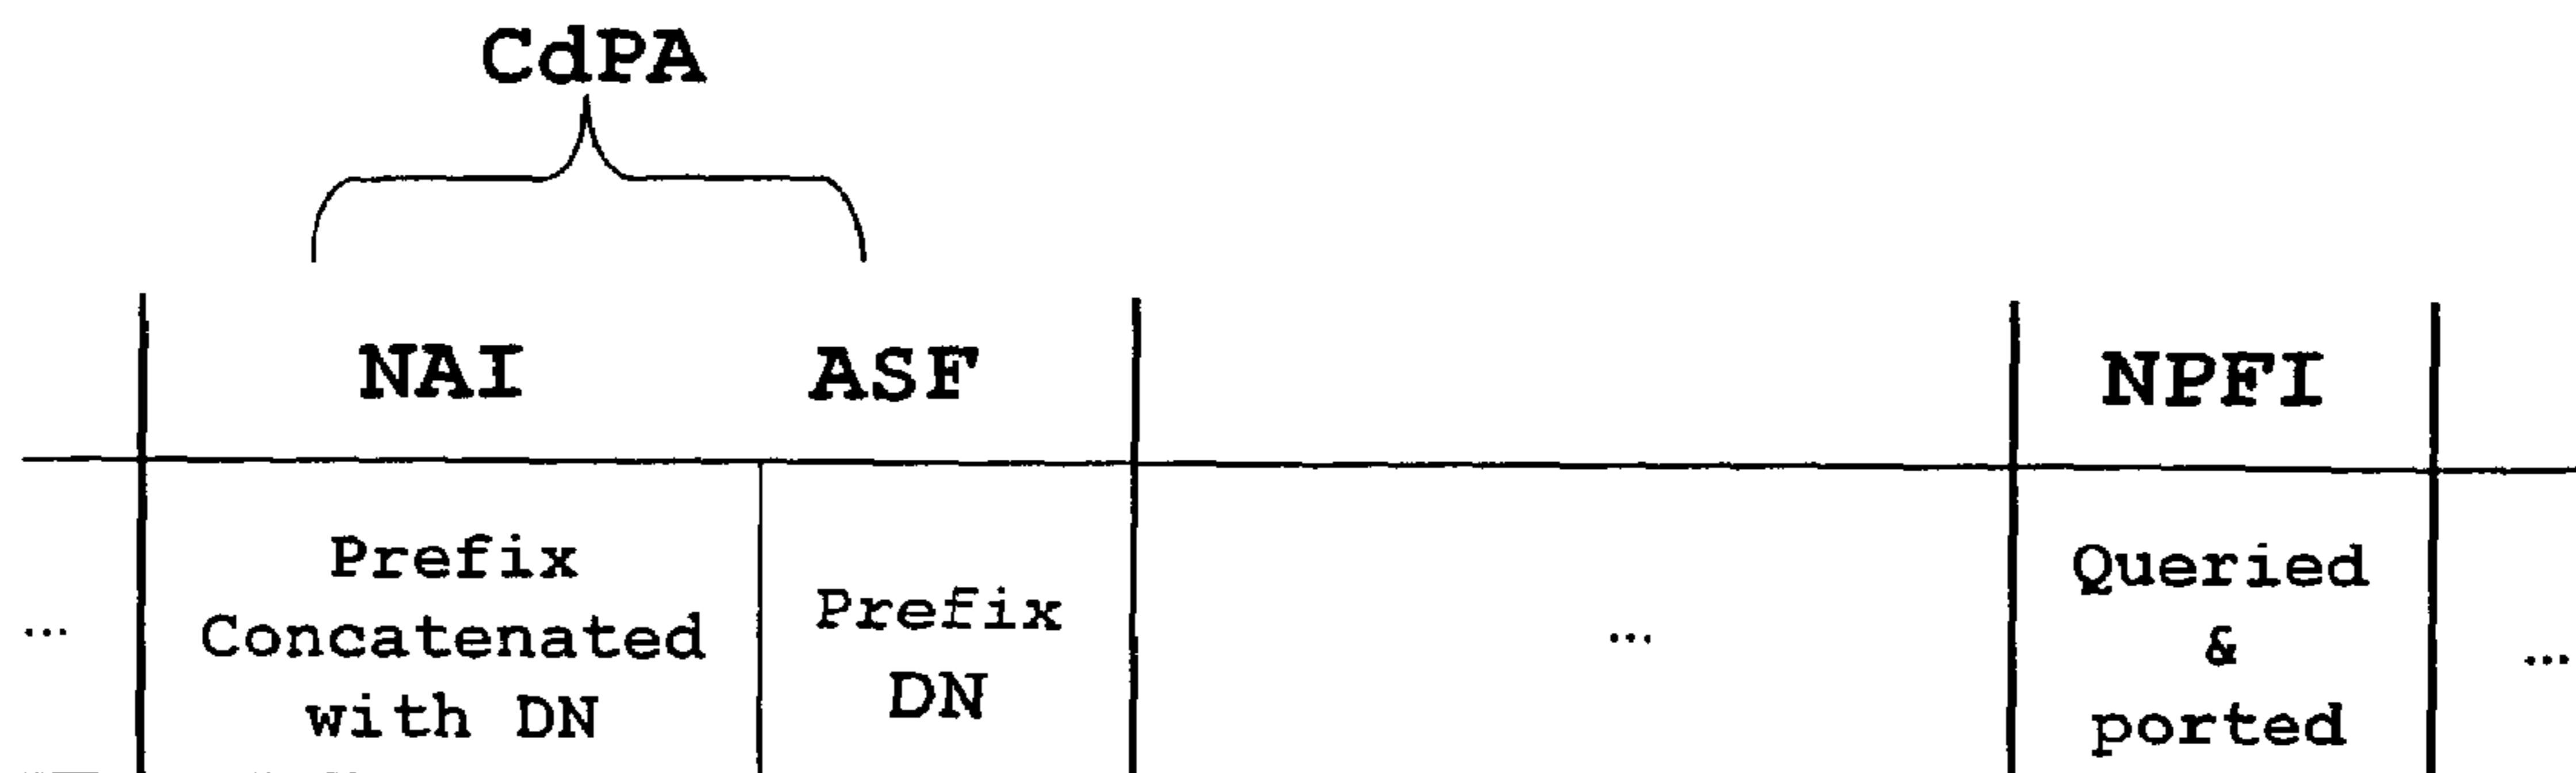 CdPA
NAI ASF NPFI
... Prefix Concatenated with DN Prefix DN ... Queried & ported ...